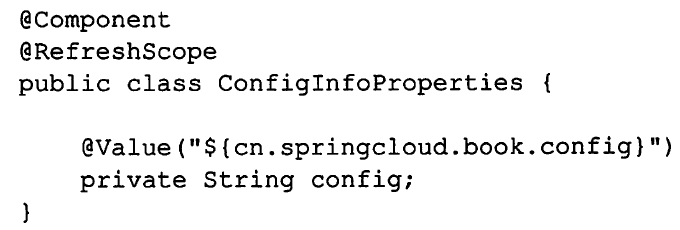 @Component
@RefreshScope
public class ConfigInfoProperties {
@Value("${cn.springcloud.book.config}")
private String config;
}